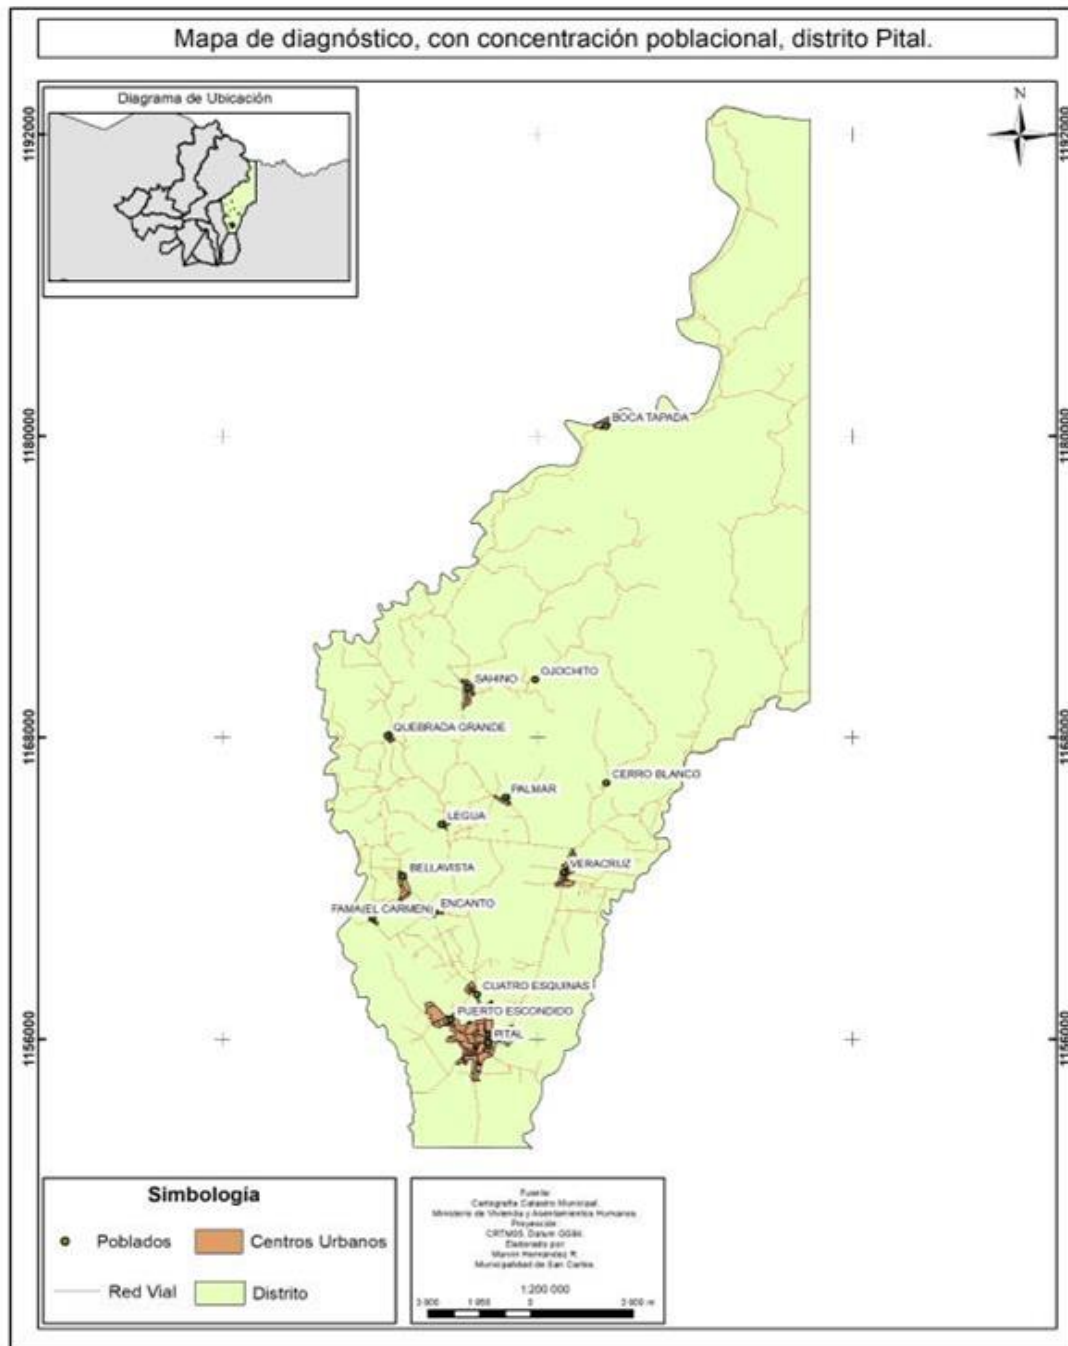 Mapa de diagnóstico, con concentración poblacional, distrito Pital.
Diagrama de Ubicación
N
1192000
1192000
BOCA TAPADA
1180000
1180000
SAHINO
OJOCHITO
QUEBRADA GRANDE
1168000
1168000
CERRO BLANCO
PALMAR
LEGUA
VERACRUZ
BELLAVISTA
ENCANTO
FAMA(EL CARMEN)
CUATRO ESQUINAS
PUERTO ESCONDIDO
PITAL
1156000
1156000
Simbología
Poblados
Centros Urbanos
Red Vial
Distrito
Fuente:
Cartografía Catastro Municipal.
Ministerio de Vivienda y Asentamientos Humanos.
Proyección:
CRTM05. Datum
Elaborado por:
Marvin Hernández R.
Municipalidad de San Carlos.
1:200 000
0
m